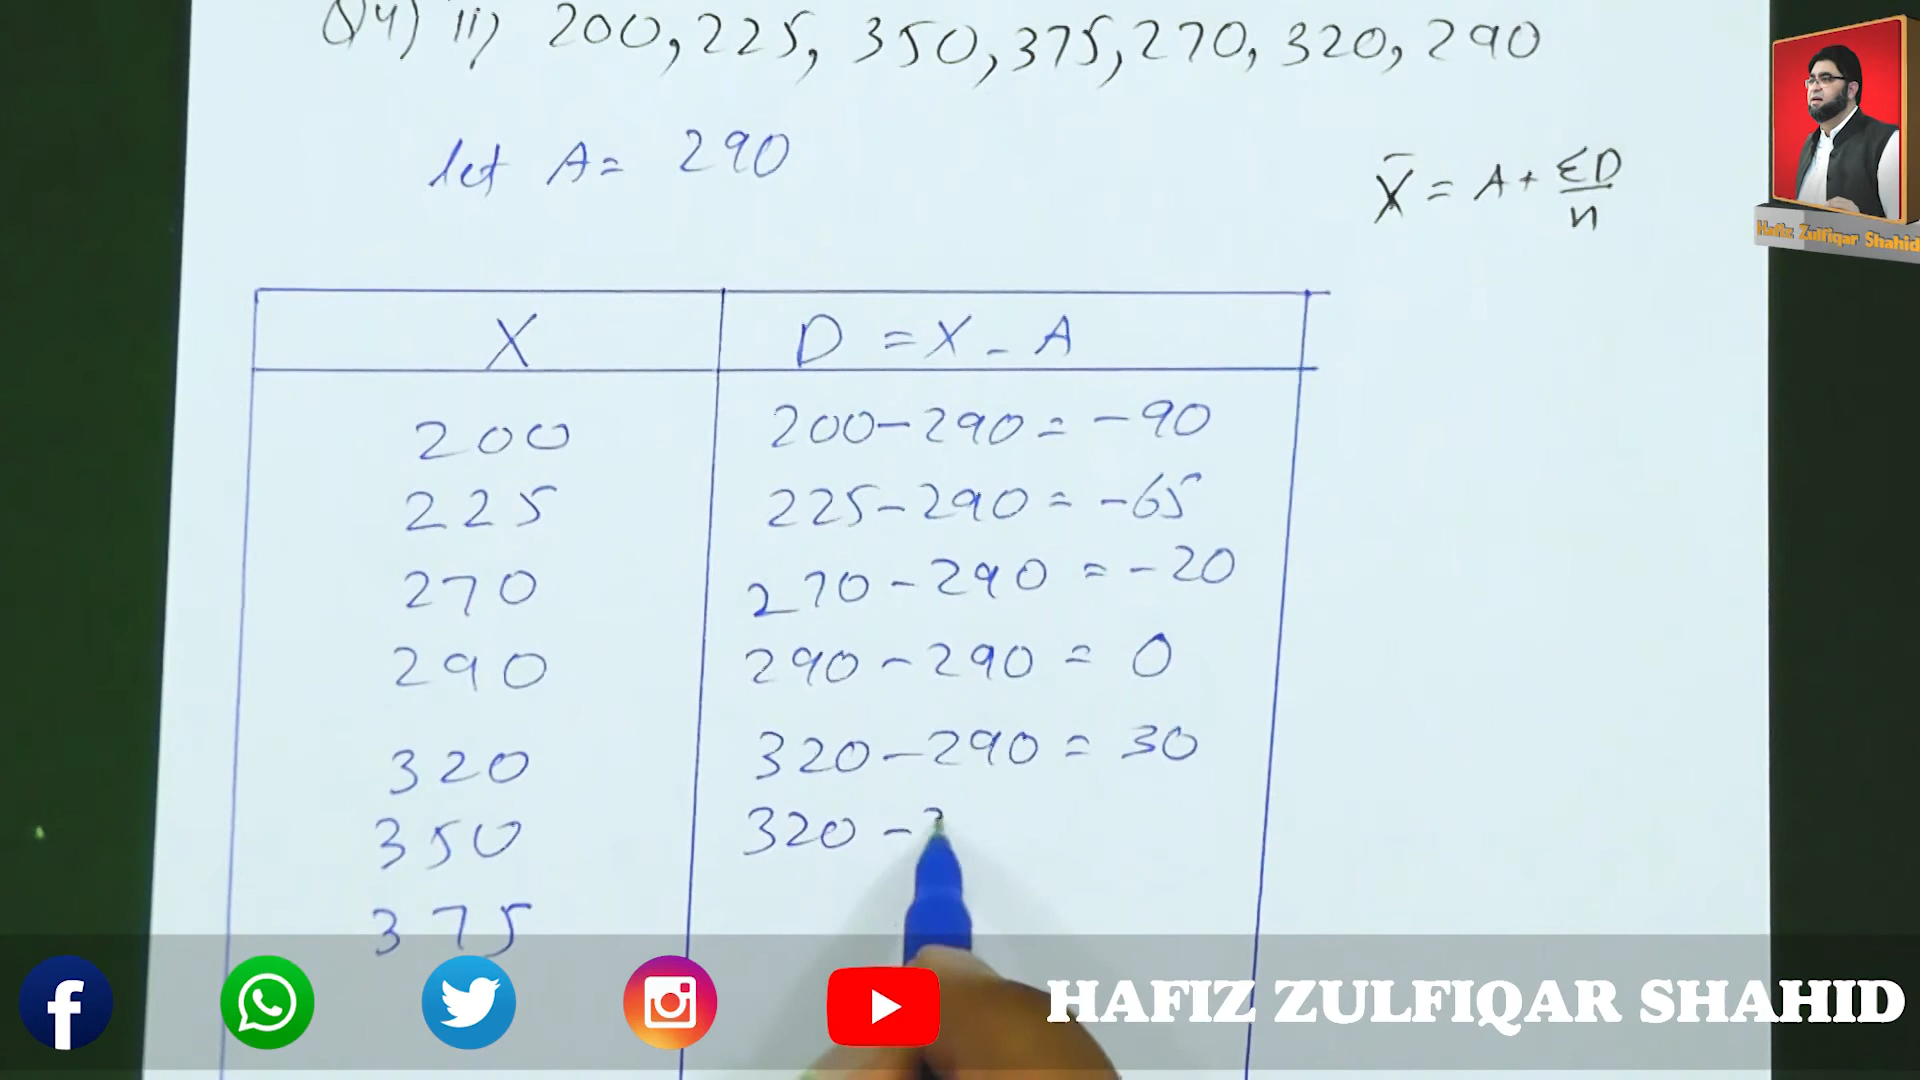 Q4) ii) 200, 225, 350, 375, 270, 320, 290
let A = 290
X̄ = A + ΣD/n
Hafiz Zulfiqar Shahid
X D = X - A
200 200 - 290 = -90
225 225 - 290 = -65
270 270 - 290 = -20
290 290 - 290 = 0
320 320 - 290 = 30
350 320 -
375
HAFIZ ZULFIQAR SHAHID